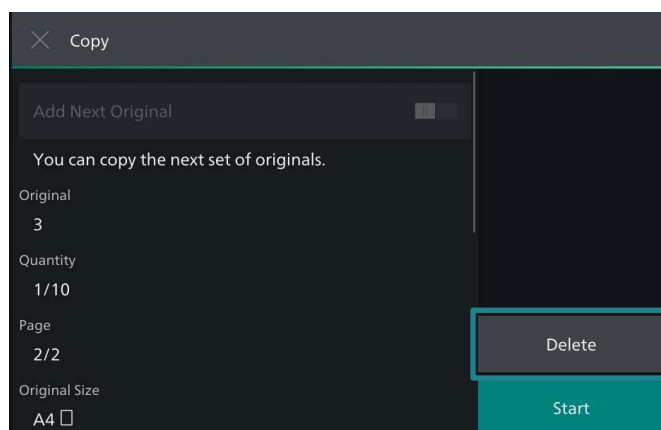 Copy
Add Next Original
You can copy the next set of originals.
Original
3
Quantity
1/10
Page
2/2
Original Size
A4
Delete
Start